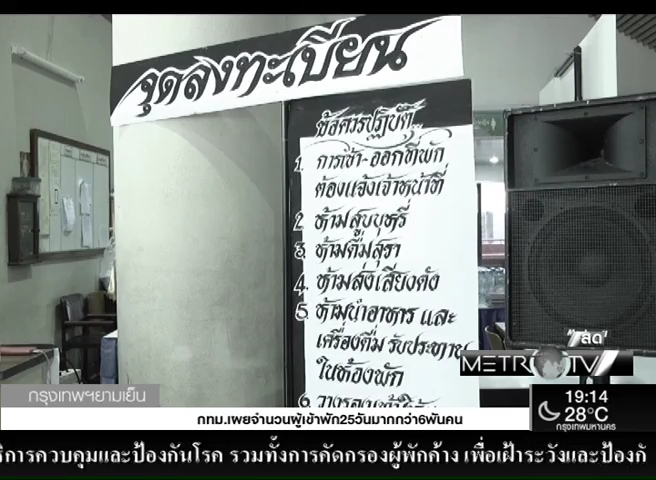 จุดลงทะเบียน
ข้อควรปฏิบัติ...
1. การเข้า-ออกที่พัก
ต้องแจ้งเจ้าหน้าที่
2. ห้ามสูบบุหรี่
3. ห้ามดื่มสุรา
4. ห้ามส่งเสียงดัง
5. ห้ามนำอาหาร และ
เครื่องดื่ม รับประทาน
ในห้องพัก
6.
"สด"
METRO TV
กรุงเทพฯยามเย็น
19:14
28°C
กรุงเทพมหานคร
กทม.เผยจำนวนผู้เข้าพัก25วันมากกว่า6พันคน
ริการควบคุมและป้องกันโรค รวมทั้งการคัดกรองผู้พักค้าง เพื่อเฝ้าระวังและป้องกั